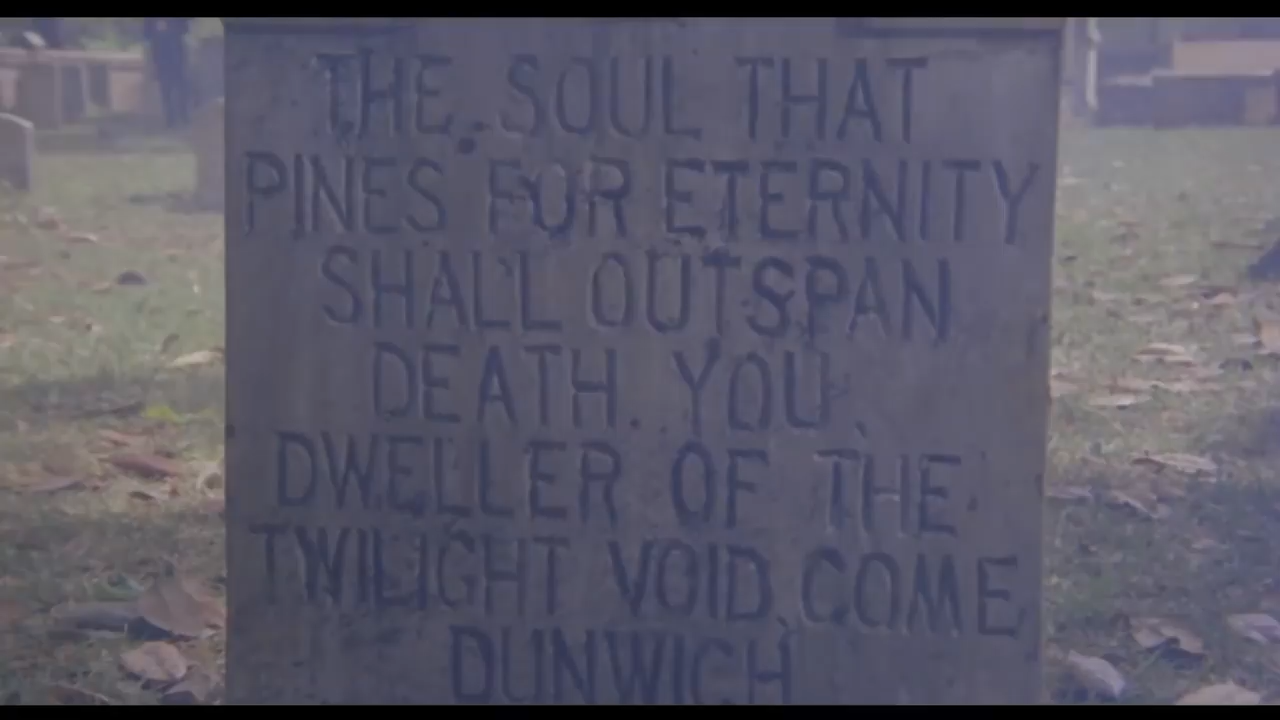 THE SOUL THAT
PINES FOR ETERNITY
SHALL OUTSPAN
DEATH. YOU,
DWELLER OF THE
TWILIGHT VOID, COME
DUNWICH